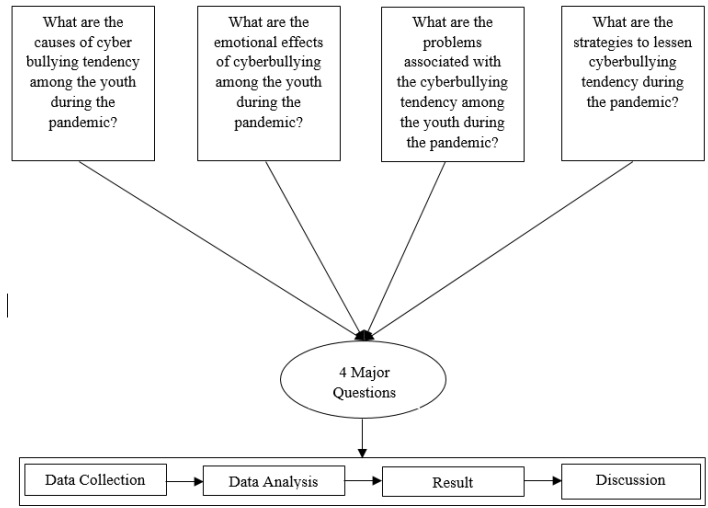 What are the
causes of cyber
bullying tendency
among the youth
during the
pandemic?
What are the
emotional effects
of cyberbullying
among the youth
during the
pandemic?
What are the
problems
associated with
the cyberbullying
tendency among
the youth during
the pandemic?
What are the
strategies to lessen
cyberbullying
tendency during
the pandemic?
4 Major
Questions
Data Collection
Data Analysis
Result
Discussion